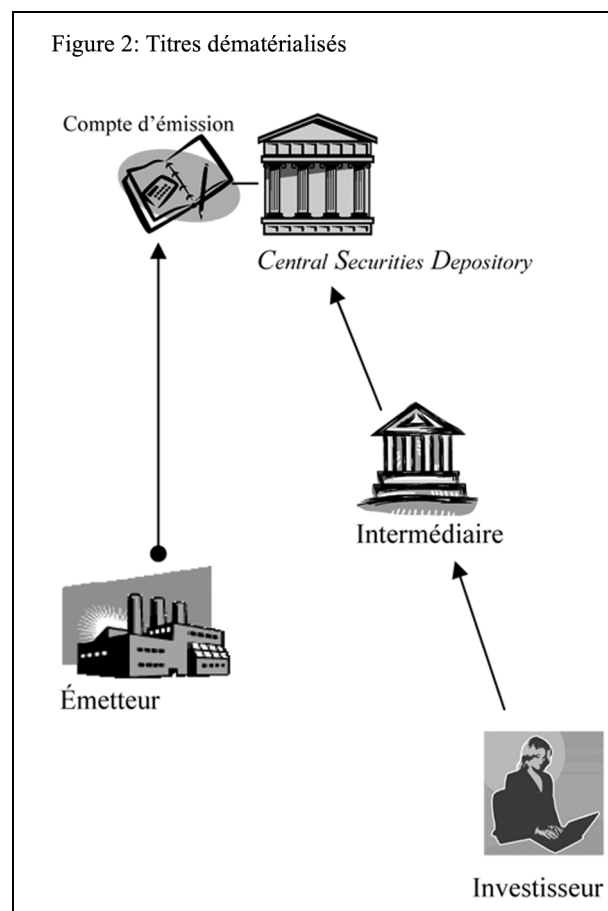 Figure 2: Titres dématérialisés
Compte d'émission
Central Securities Depository
Intermédiaire
Émetteur
Investisseur